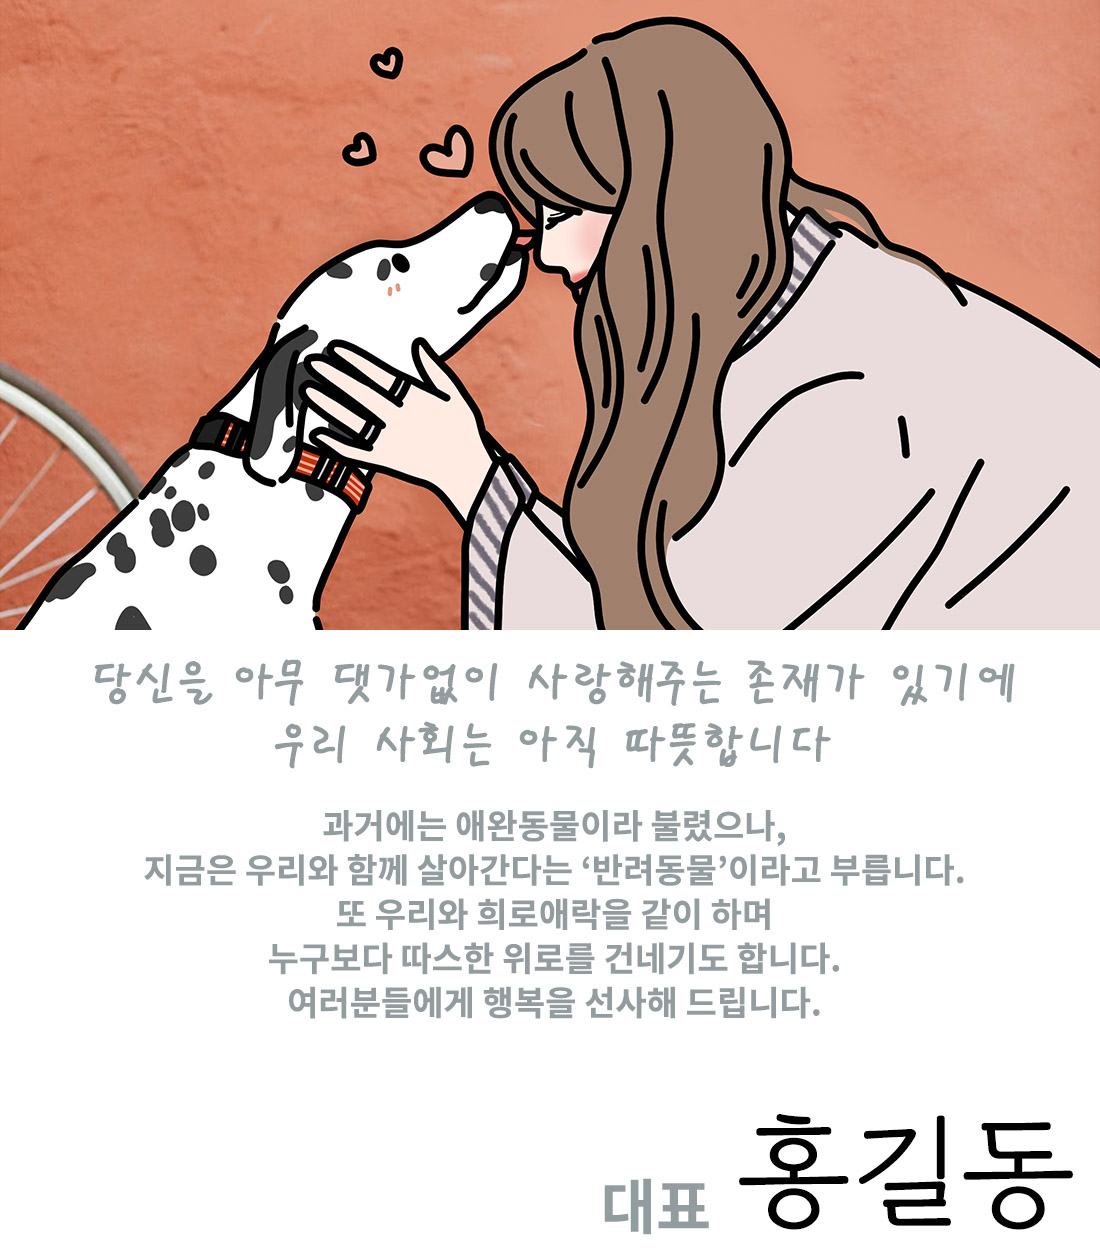 당신을 아무 댓가없이 사랑해주는 존재가 있기에
우리 사회는 아직 따뜻합니다
과거에는 애완동물이라 불렸으나,
지금은 우리와 함께 살아간다는 ‘반려동물’이라고 부릅니다.
또 우리와 희로애락을 같이 하며
누구보다 따스한 위로를 건네기도 합니다.
여러분들에게 행복을 선사해 드립니다.
대표 홍길동